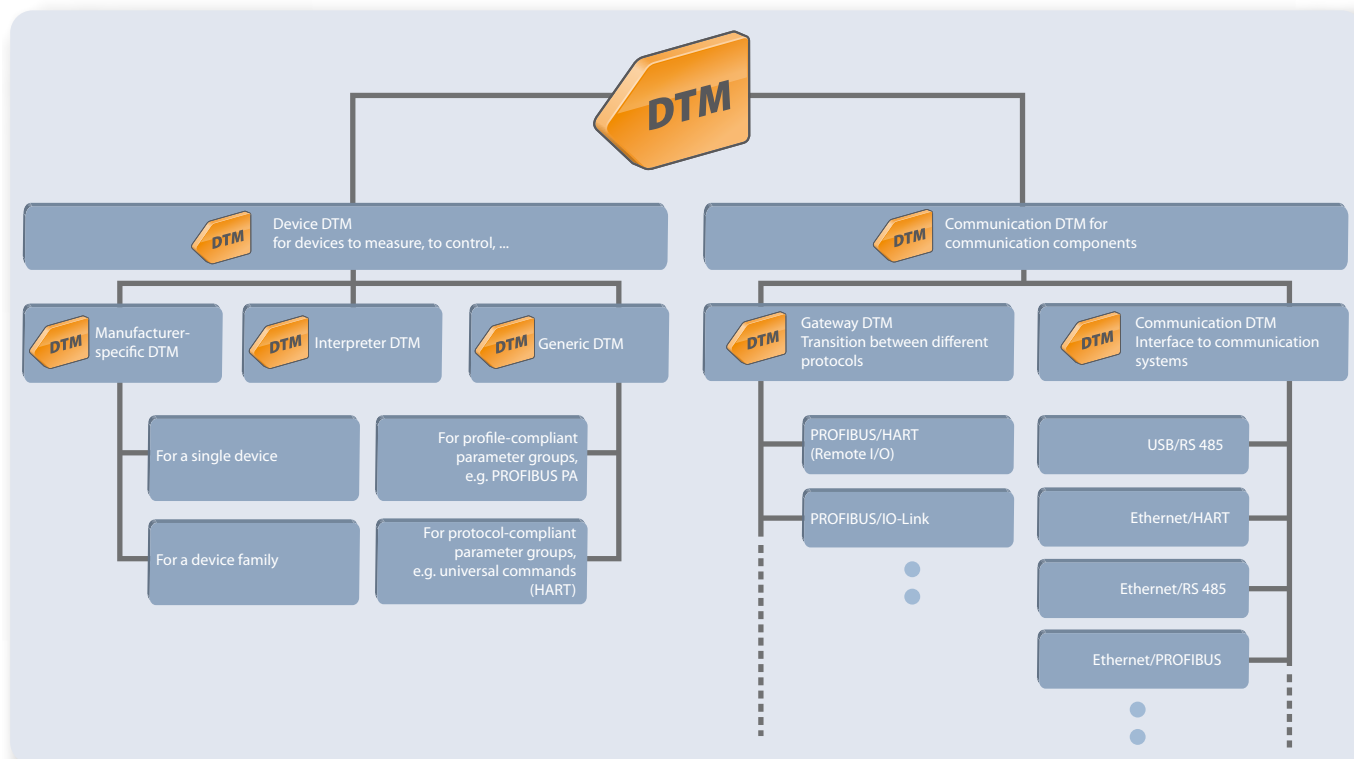 DTM
DTM
Device DTM
for devices to measure, to control, ...
DTM
Communication DTM for
communication components
DTM
Manufacturer-
specific DTM
DTM
Interpreter DTM
DTM
Generic DTM
DTM
Gateway DTM
Transition between different
protocols
DTM
Communication DTM
Interface to communication
systems
For a single device
For a device family
For profile-compliant
parameter groups,
e.g. PROFIBUS PA
For protocol-compliant
parameter groups,
e.g. universal commands
(HART)
PROFIBUS/HART
(Remote I/O)
PROFIBUS/IO-Link
USB/RS 485
Ethernet/HART
Ethernet/RS 485
Ethernet/PROFIBUS